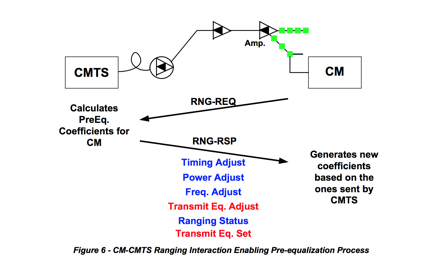 Amp.
CMTS
CM
RNG-REQ
Calculates
PreEq.
Coefficients for
CM
RNG-RSP
Timing Adjust
Power Adjust
Freq. Adjust
Transmit Eq. Adjust
Ranging Status
Transmit Eq. Set
Generates new
coefficients
based on the
ones sent by
CMTS
Figure 6 - CM-CMTS Ranging Interaction Enabling Pre-equalization Process